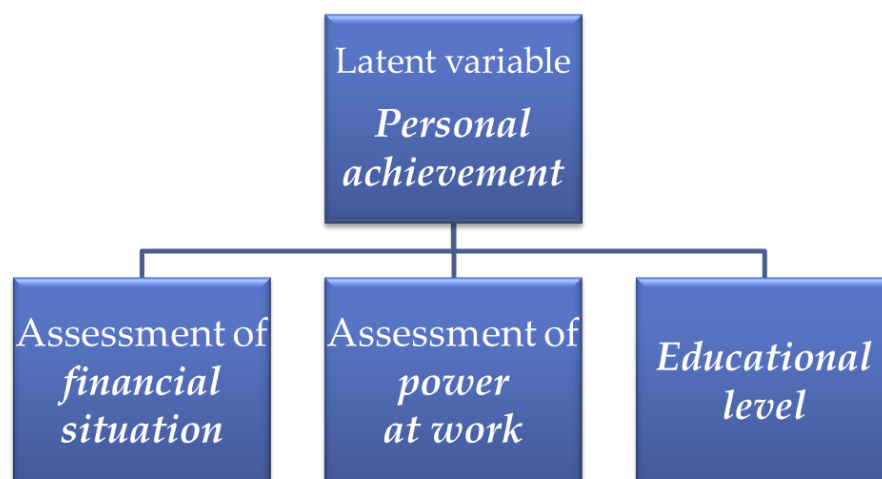 Latent variable
Personal
achievement
Assessment of
financial
situation
Assessment of
power
at work
Educational
level